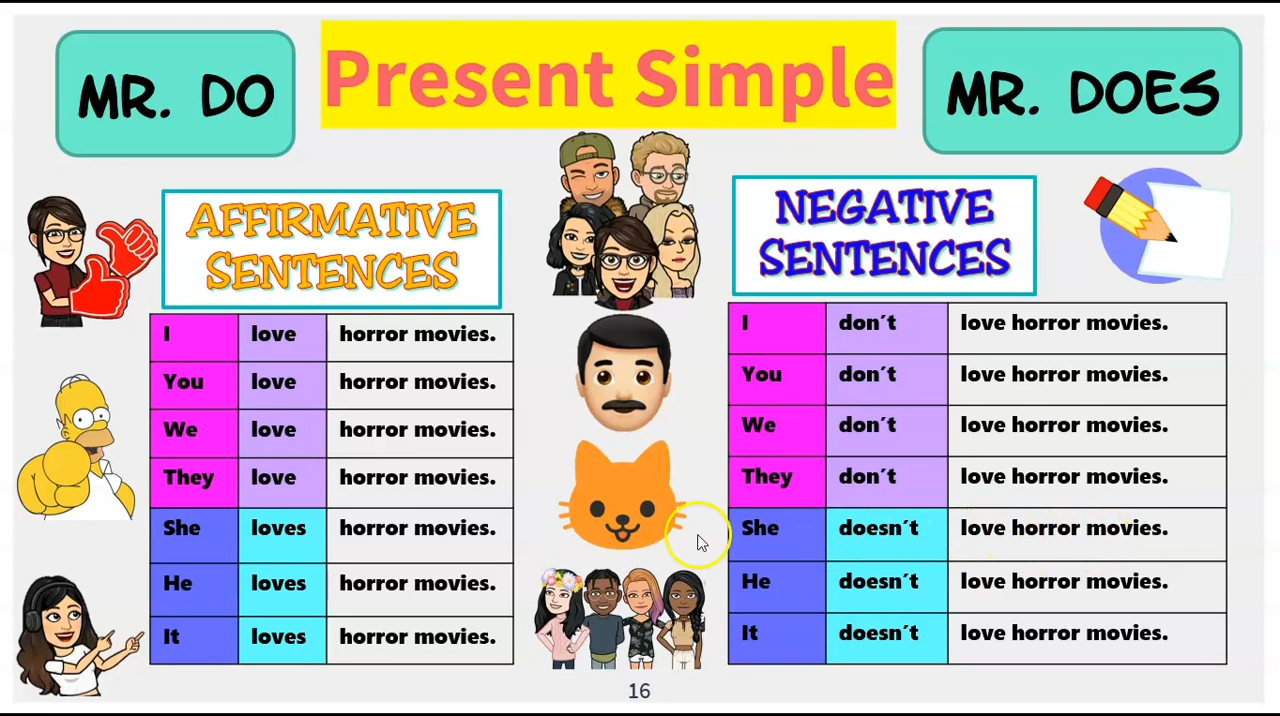 MR. DO
Present Simple
MR. DOES
AFFIRMATIVE
SENTENCES
I love horror movies.
You love horror movies.
We love horror movies.
They love horror movies.
She loves horror movies.
He loves horror movies.
It loves horror movies.
NEGATIVE
SENTENCES
I don´t love horror movies.
You don´t love horror movies.
We don´t love horror movies.
They don´t love horror movies.
She doesn´t love horror movies.
He doesn´t love horror movies.
It doesn´t love horror movies.
16